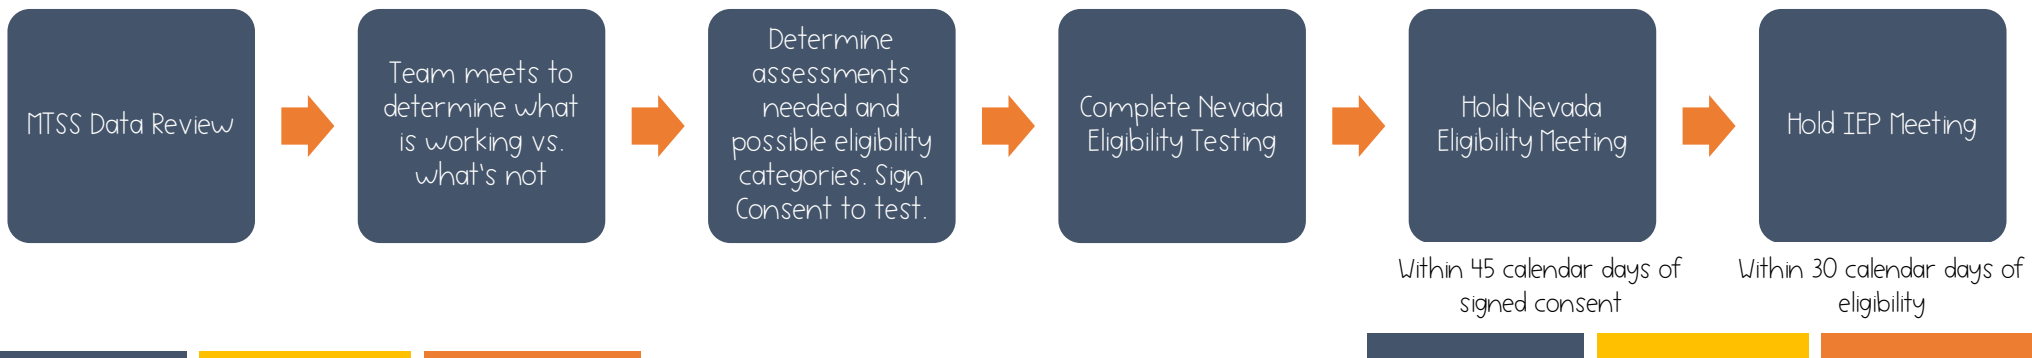 MTSS Data Review
Team meets to
determine what
is working vs.
what's not
Determine
assessments
needed and
possible eligibility
categories. Sign
Consent to test.
Complete Nevada
Eligibility Testing
Hold Nevada
Eligibility Meeting
Within 45 calendar days of
signed consent
Hold IEP Meeting
Within 30 calendar days of
eligibility